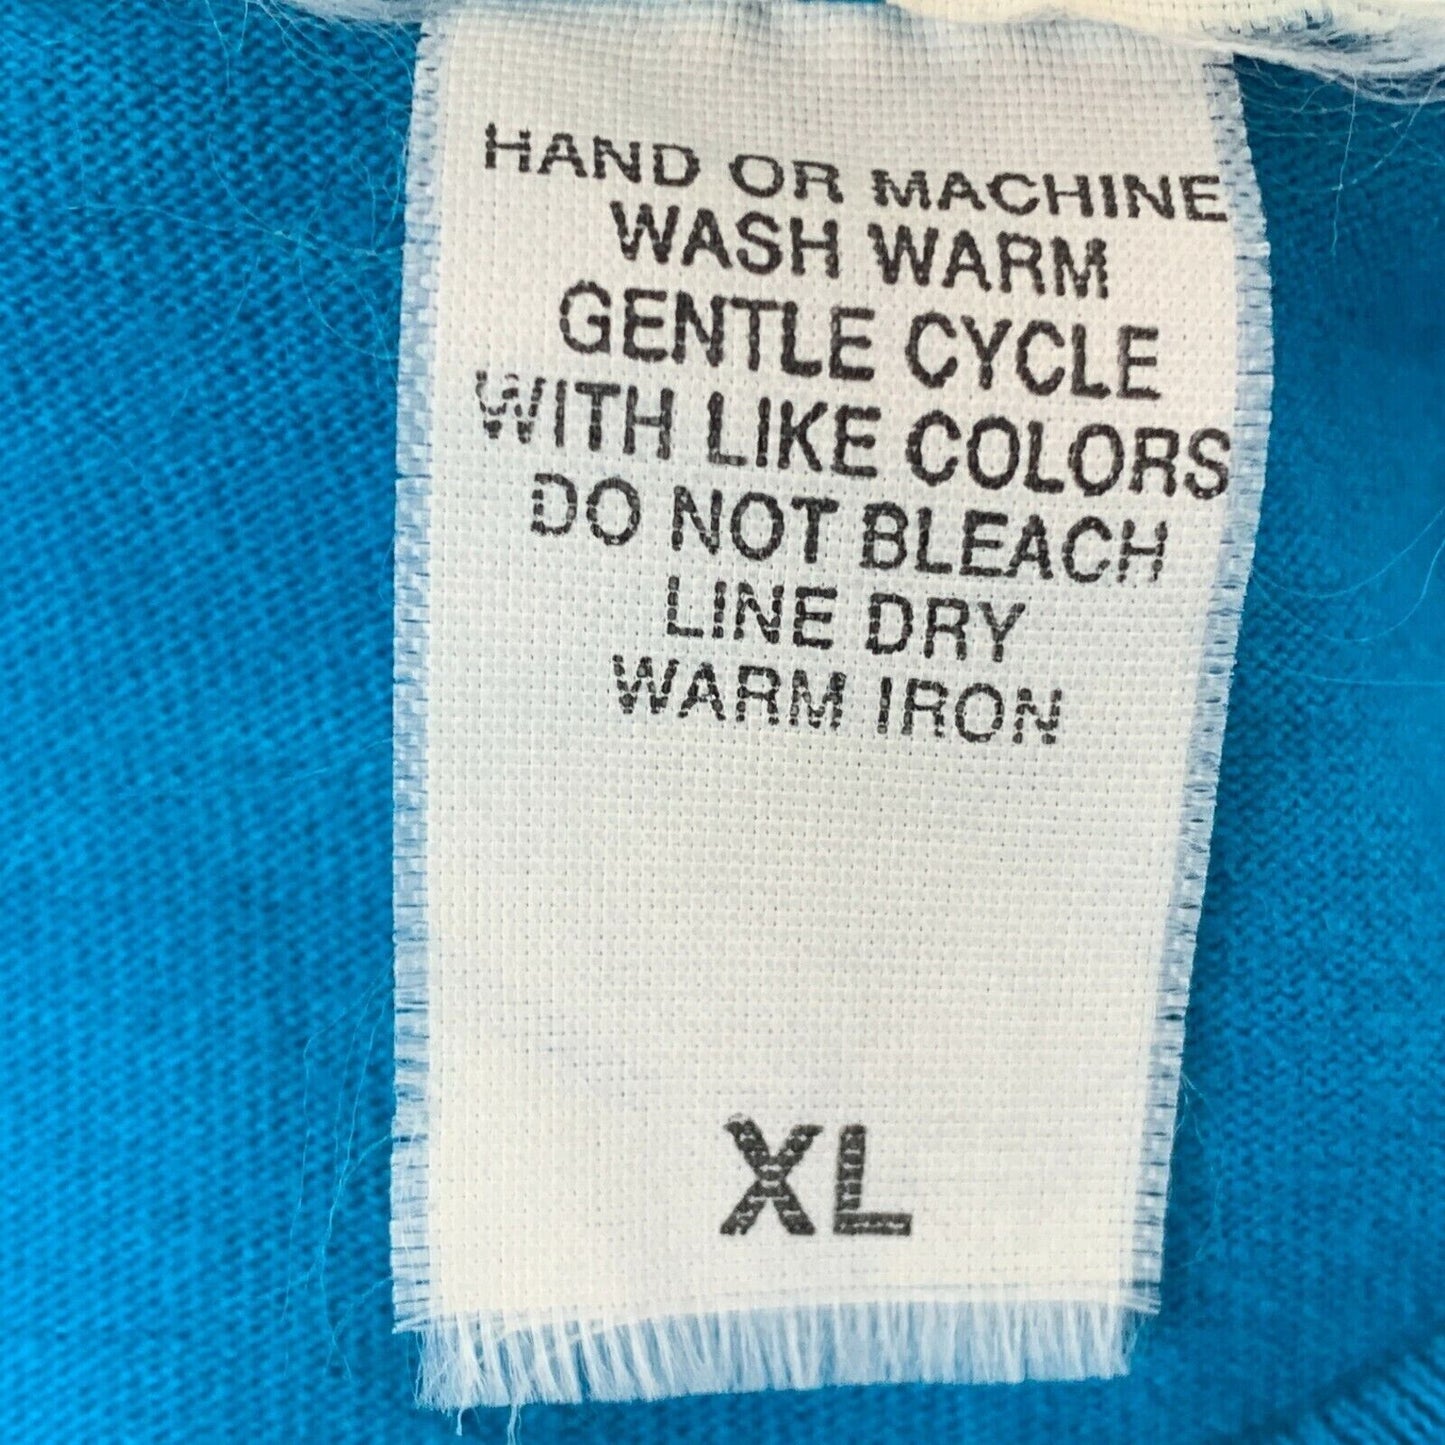 HAND OR MACHINE
WASH WARM
GENTLE CYCLE
WITH LIKE COLORS
DO NOT BLEACH
LINE DRY
WARM IRON
XL